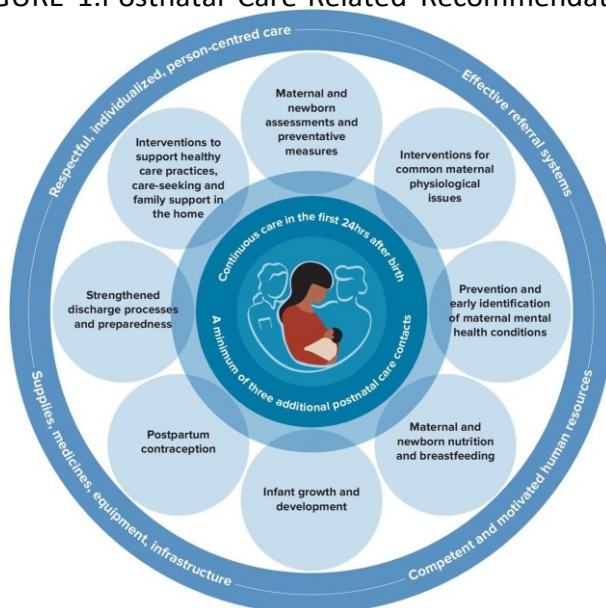 Postnatal Care Related
Respectful, individualized, person-centred care
Effective referral systems
Maternal and
newborn
assessments and
preventative
measures
Interventions to
support healthy
care practices,
care-seeking and
family support in
the home
Interventions for
common maternal
physiological
issues
Continuous care in the first 24hrs after birth
A minimum of three additional postnatal care contacts
Strengthened
discharge processes
and preparedness
Prevention and
early identification
of maternal mental
health conditions
Postpartum
contraception
Maternal and
newborn nutrition
and breastfeeding
Infant growth and
development
Supplies, medicines, equipment, infrastructure
Competent and motivated human resources